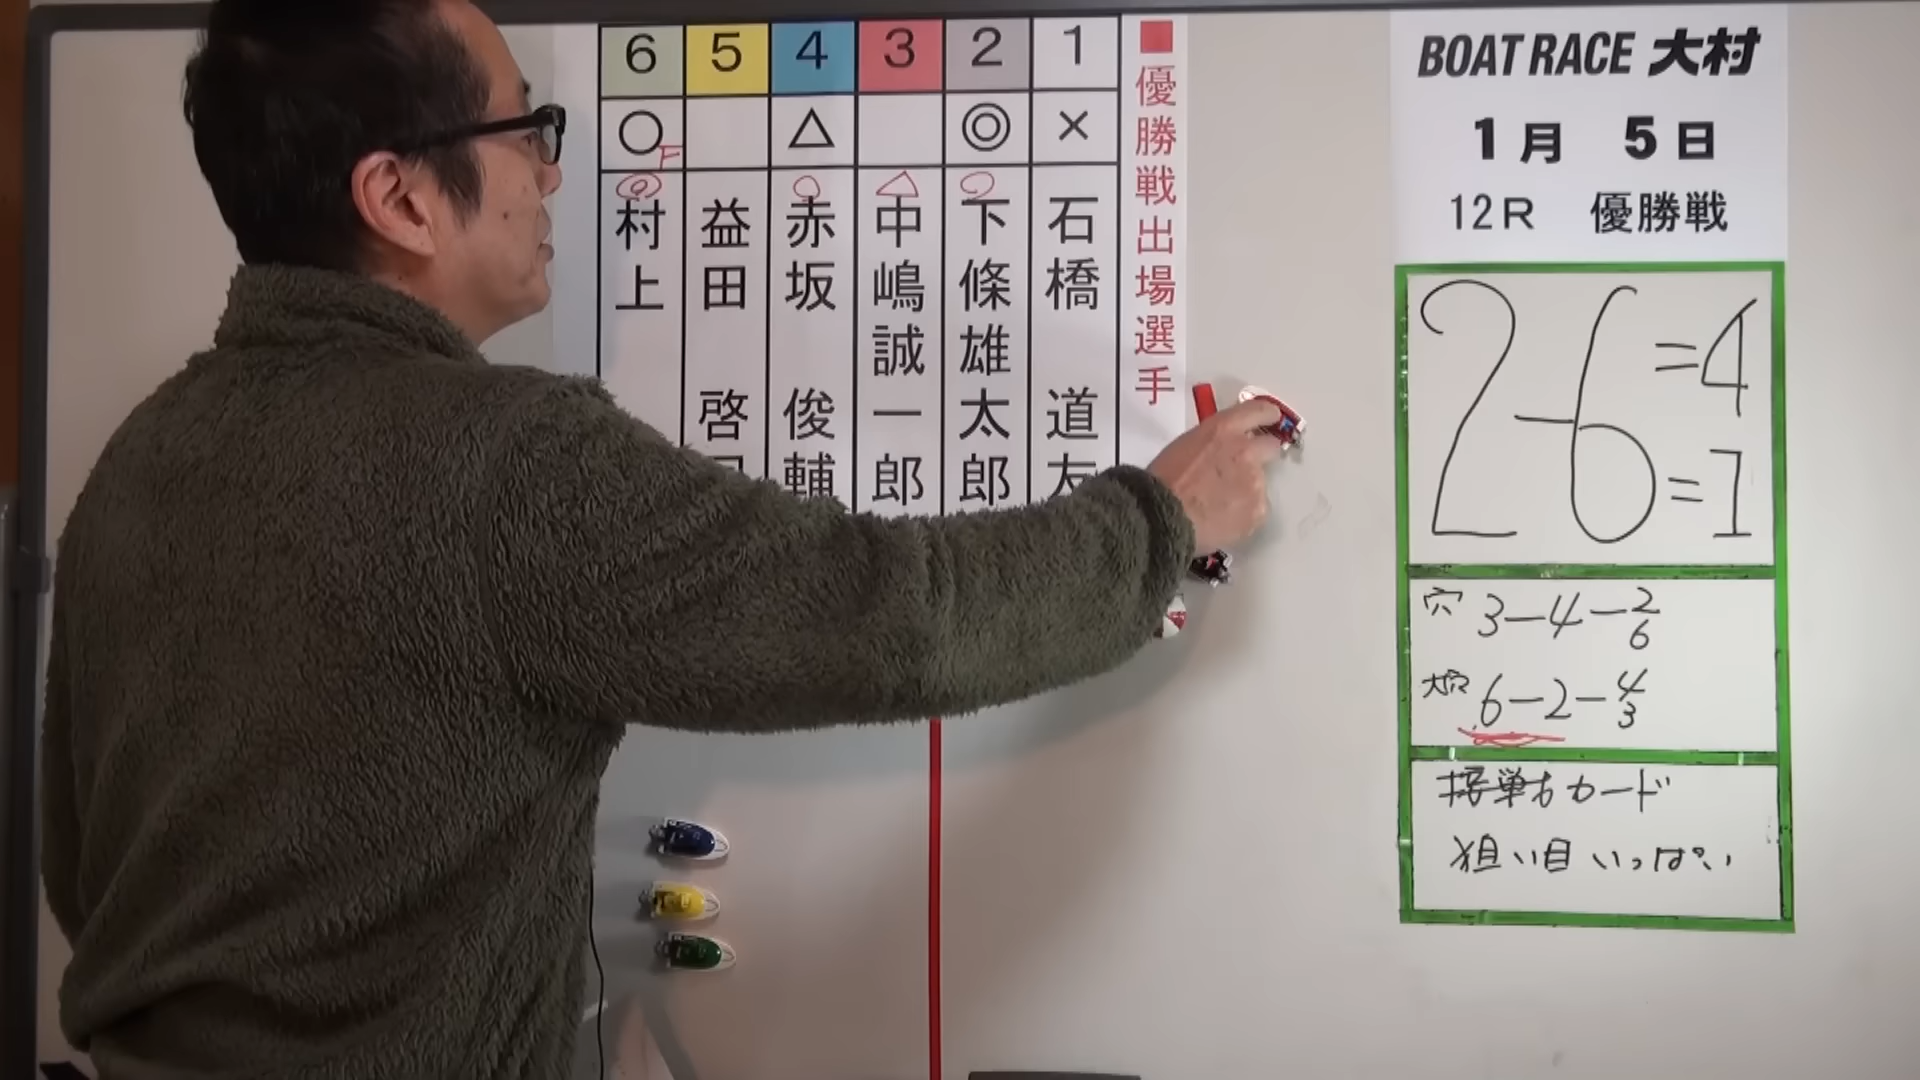 ■優勝戦出場選手
6 5 4 3 2 1
○ △ ◎ ×
F
◎ ○ △ ○
村上
益田 啓
赤坂 俊輔
中嶋誠一郎
下條雄太郎
石橋 道友
BOAT RACE 大村
1月 5日
12R 優勝戦
2-6=4
=1
穴 3-4-2
6
大穴 6-2-4
3
接戦カード
狙い目いっぱい